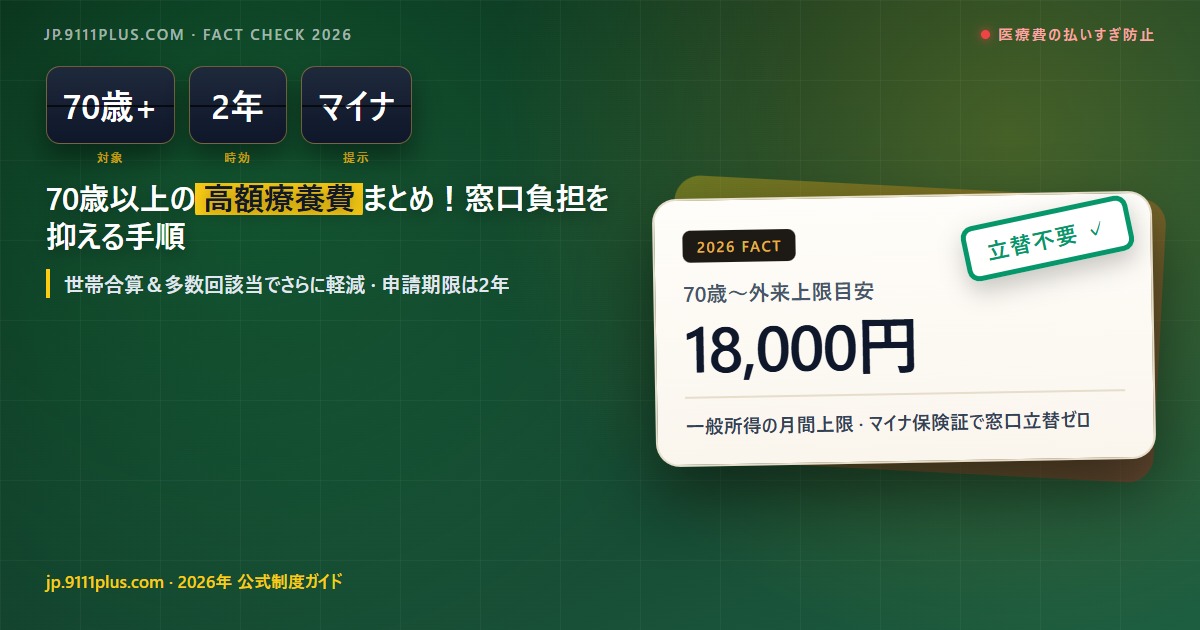 JP.9111PLUS.COM · FACT CHECK 2026
医療費の払いすぎ防止
70歳+
2年
マイナ
対象
時効
提示
70歳以上の高額療養費まとめ！窓口負担を
抑える手順
世帯合算＆多数回該当でさらに軽減 · 申請期限は2年
2026 FACT
立替不要 ✓
70歳〜外来上限目安
18,000円
一般所得の月間上限 · マイナ保険証で窓口立替ゼロ
jp.9111plus.com · 2026年 公式制度ガイド